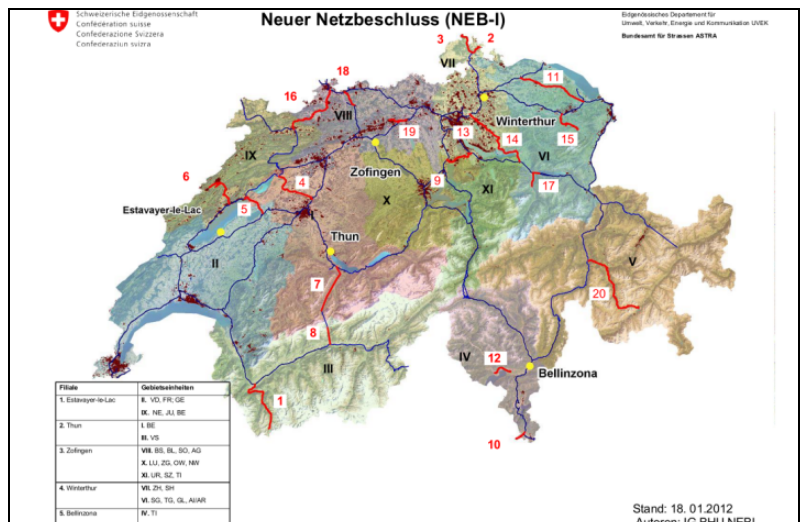 Schweizerische Eidgenossenschaft
Confédération suisse
Confederazione Svizzera
Confederaziun svizra
Neuer Netzbeschluss (NEB-I)
Eidgenössisches Departement für
Umwelt, Verkehr, Energie und Kommunikation UVEK
Bundesamt für Strassen ASTRA
3
2
VII
18
11
16
VIII
Winterthur
19
13
14
15
IX
Zofingen
VI
6
4
9
17
XI
5
Estavayer-le-Lac
X
I
Thun
II
V
7
20
8
IV
12
III
Bellinzona
1
10
Filiale
Gebietseinheiten
1. Estavayer-le-Lac
II. VD, FR, GE
IX. NE, JU, BE
2. Thun
I. BE
III. VS
3. Zofingen
VIII. BS, BL, SO, AG
X. LU, ZG, OW, NW
XI. UR, SZ, TI
4. Winterthur
VII. ZH, SH
VI. SG, TG, GL, AI/AR
5. Bellinzona
IV. TI
Stand: 18. 01.2012
Autoren: IG BHU NEBI